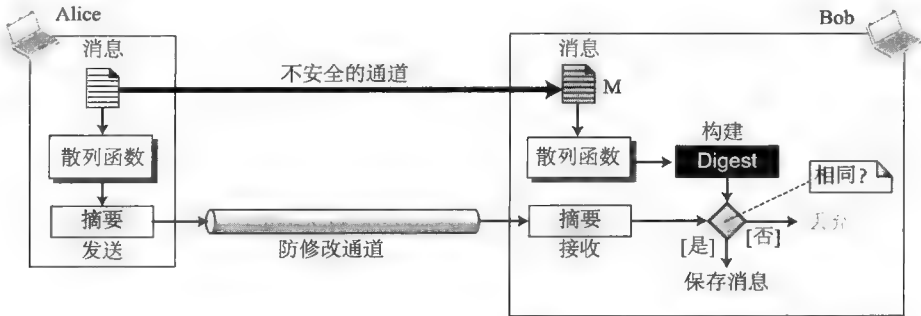 Alice
Bob
消息
消息
不安全的通道
M
构建
散列函数
散列函数
Digest
相同?
摘要
摘要
发送
防修改通道
接收
[是]
[否]
保存消息